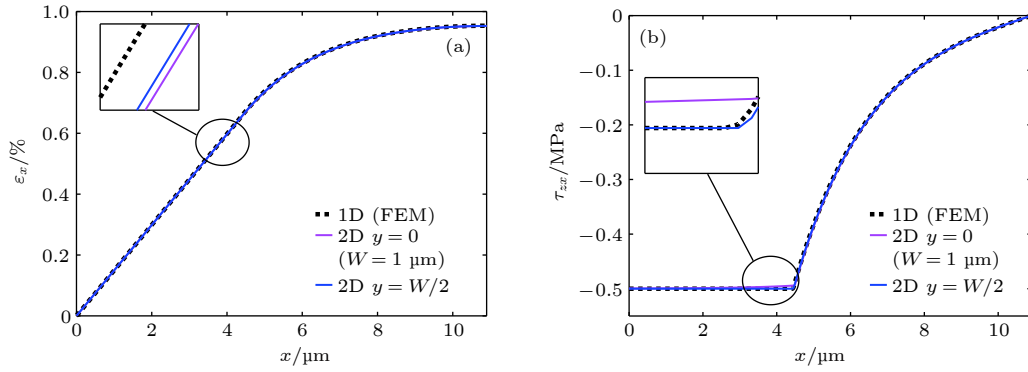 1.0
0.8
0.6
0.4
0.2
0
εx/%
(a)
1D (FEM)
2D y = 0
(W = 1 µm)
2D y = W/2
0
2
4
6
8
10
x/µm
0
−0.1
−0.2
−0.3
−0.4
−0.5
τzx/MPa
(b)
1D (FEM)
2D y = 0
(W = 1 µm)
2D y = W/2
0
2
4
6
8
10
x/µm